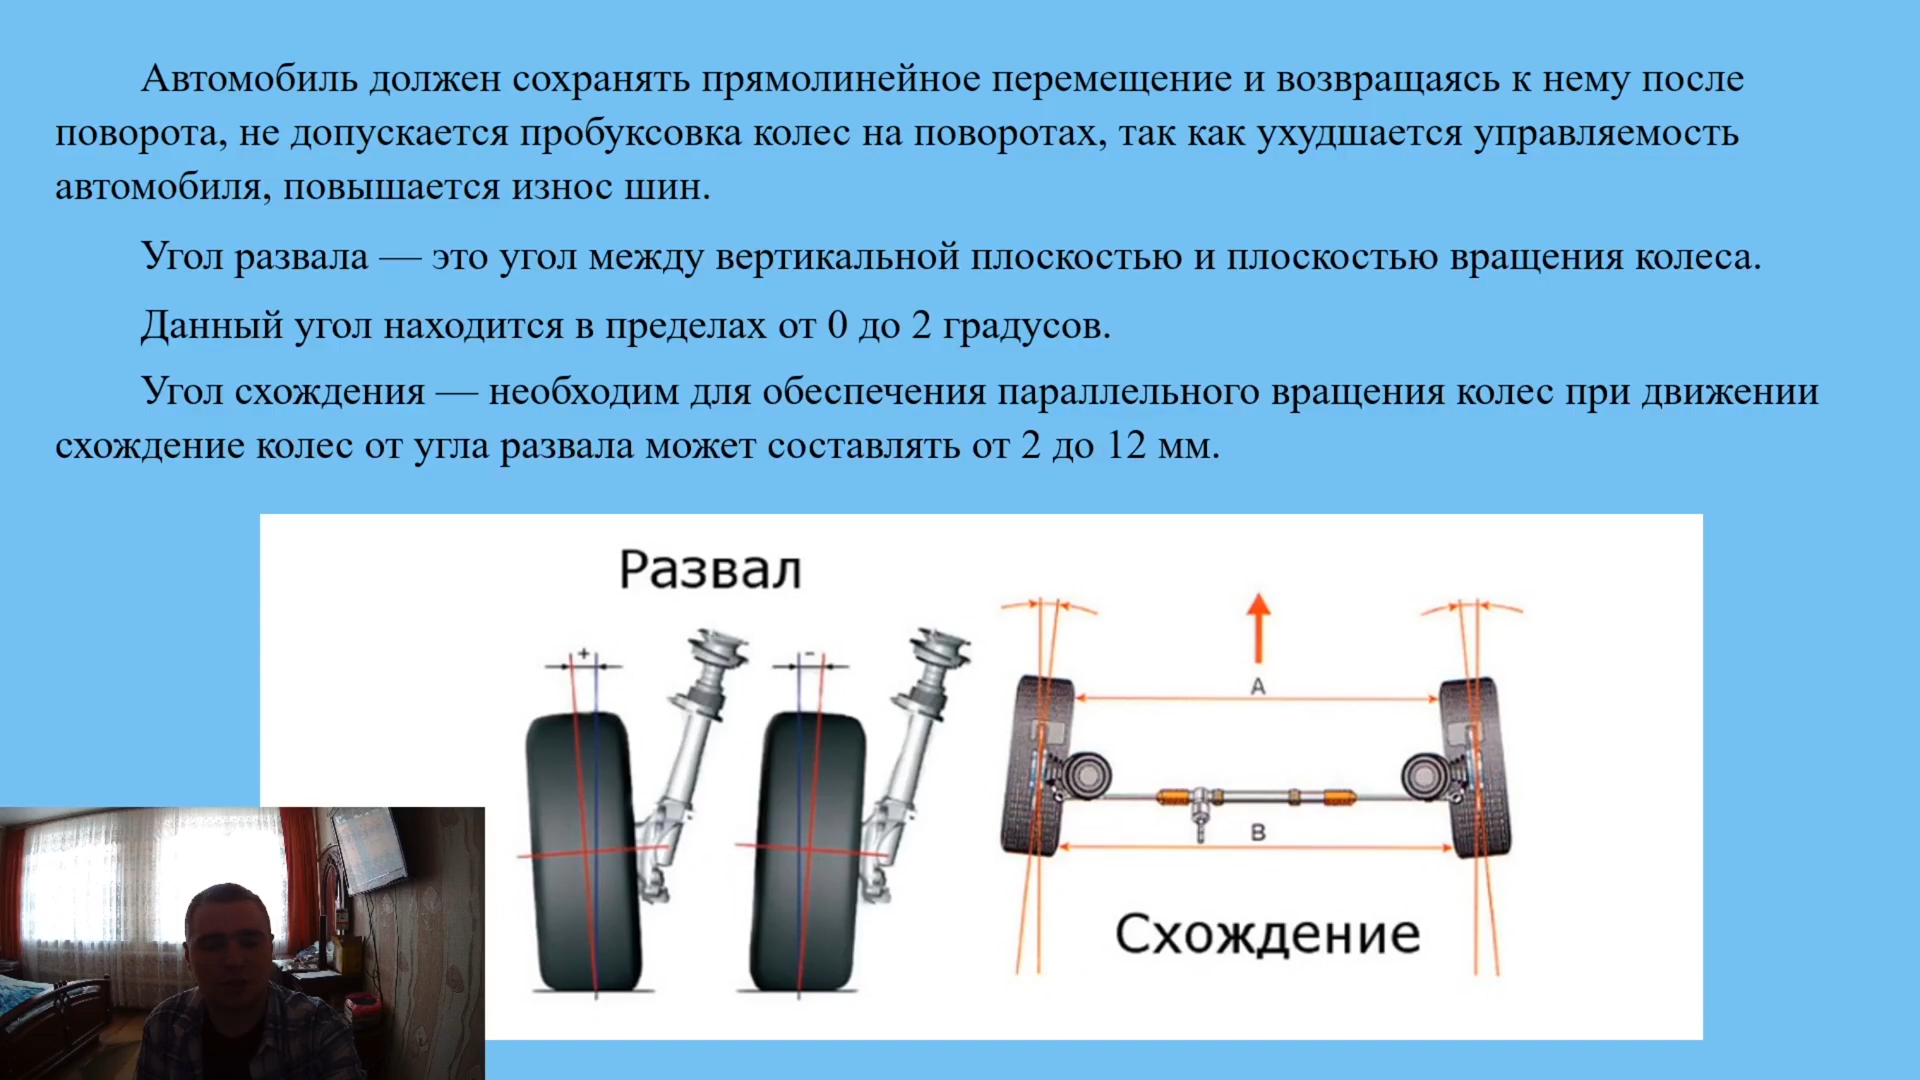 Автомобиль должен сохранять прямолинейное перемещение и возвращаясь к нему после
поворота, не допускается пробуксовка колес на поворотах, так как ухудшается управляемость
автомобиля, повышается износ шин.
Угол развала — это угол между вертикальной плоскостью и плоскостью вращения колеса.
Данный угол находится в пределах от 0 до 2 градусов.
Угол схождения — необходим для обеспечения параллельного вращения колес при движении
схождение колес от угла развала может составлять от 2 до 12 мм.
Развал
+
-
A
B
Схождение